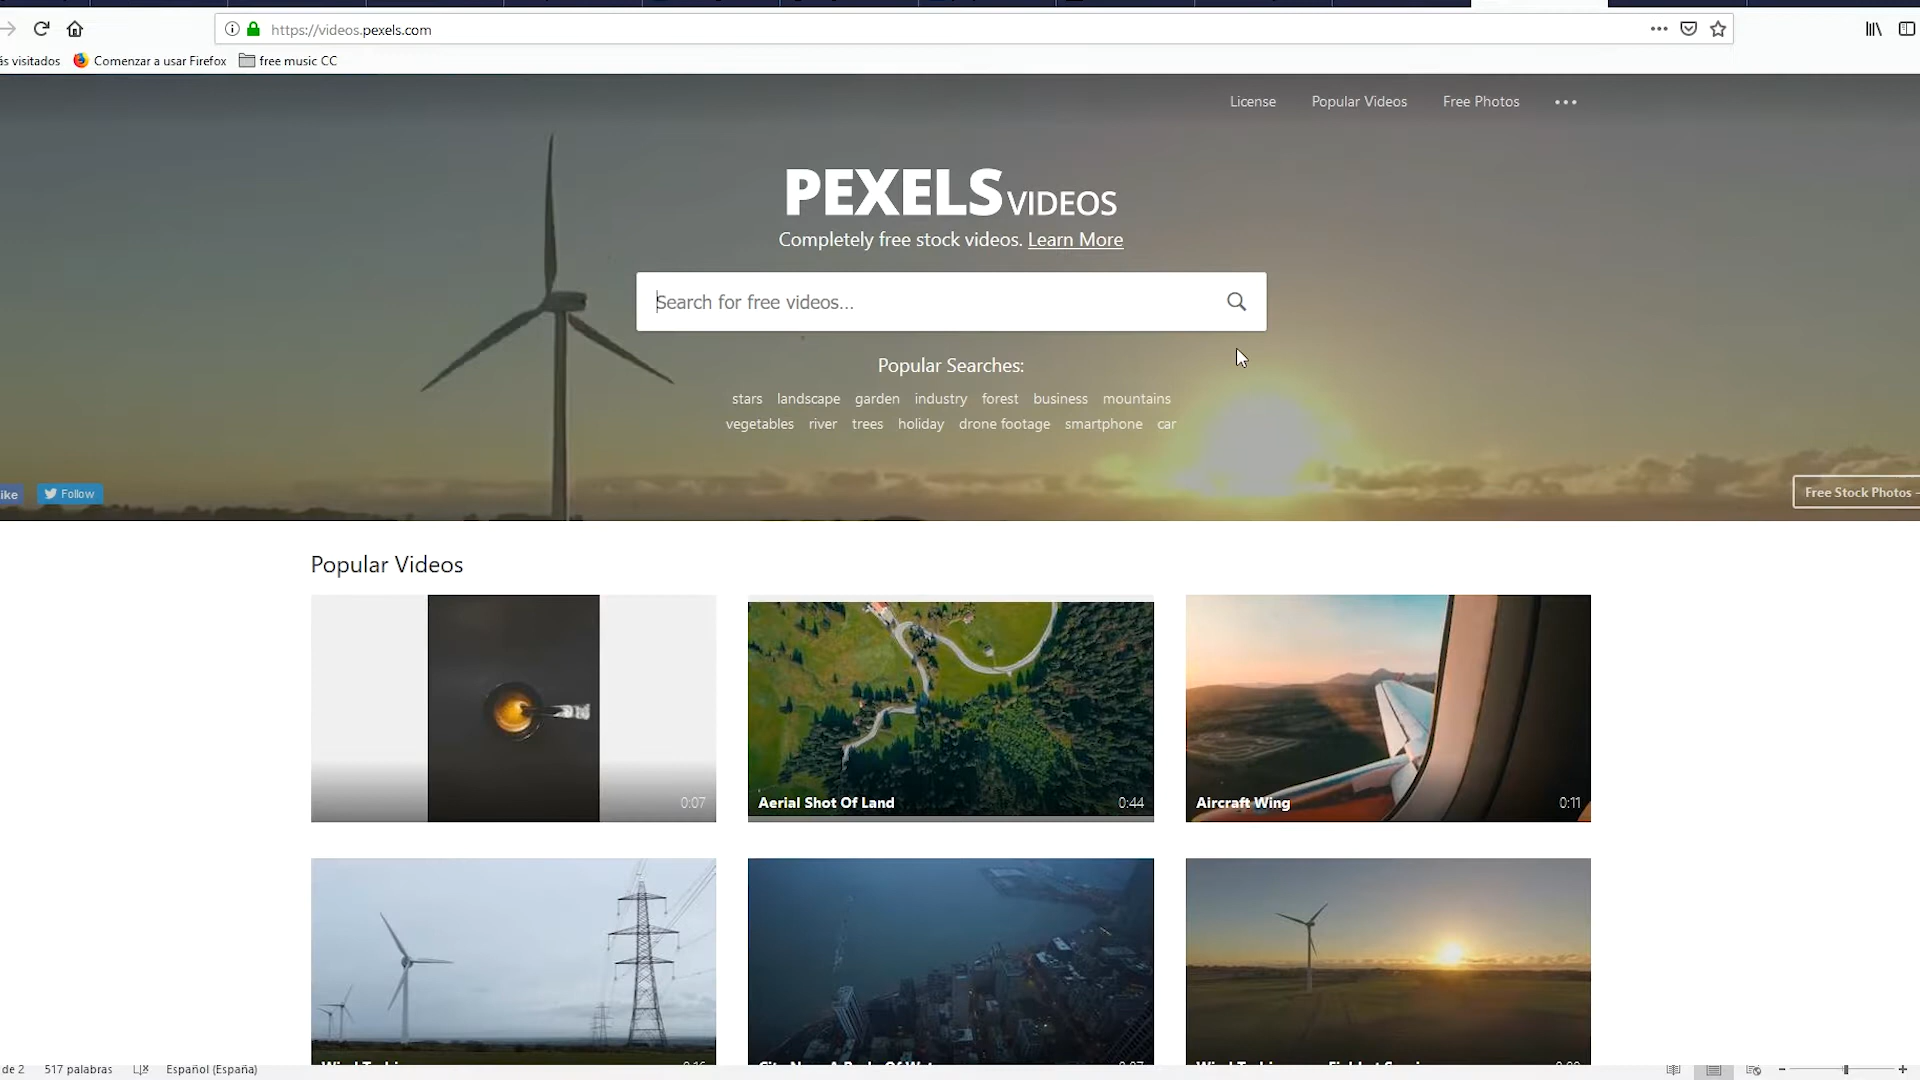 https://videos.pexels.com
ás visitados Comenzar a usar Firefox free music CC
License Popular Videos Free Photos
PEXELS VIDEOS
Completely free stock videos. Learn More
Search for free videos...
Popular Searches:
stars landscape garden industry forest business mountains
vegetables river trees holiday drone footage smartphone car
ike Follow
Free Stock Photos
Popular Videos
0:07
Aerial Shot Of Land 0:44
Aircraft Wing 0:11
de 2 517 palabras Español (España)